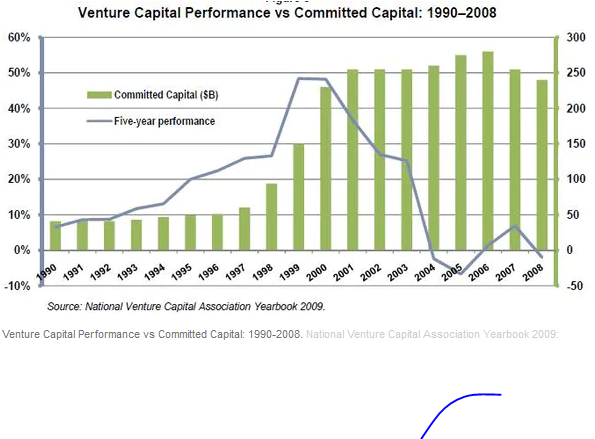 Venture Capital Performance vs Committed Capital: 1990–2008
60%
50%
40%
30%
20%
10%
0%
-10%
300
250
200
150
100
50
0
-50
Committed Capital ($B)
Five-year performance
1990 1991 1992 1993 1994 1995 1996 1997 1998 1999 2000 2001 2002 2003 2004 2005 2006 2007 2008
Source: National Venture Capital Association Yearbook 2009.
Venture Capital Performance vs Committed Capital: 1990-2008. National Venture Capital Association Yearbook 2009: